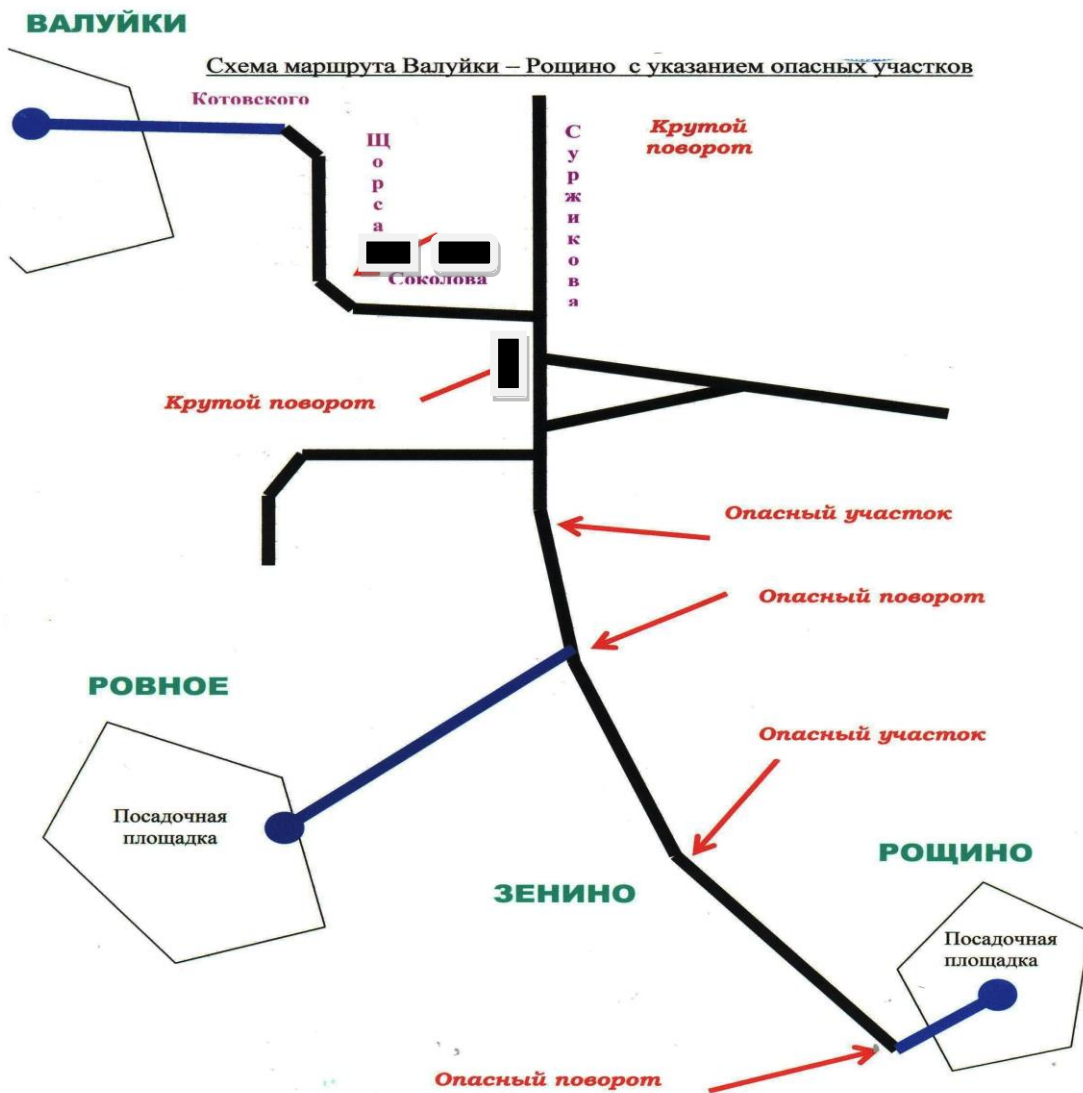 ВАЛУЙКИ
Схема маршрута Валуйки – Рощино с указанием опасных участков
Котовского
Щорса
Суржикова
Крутой
поворот
Соколова
Крутой поворот
Опасный участок
Опасный поворот
РОВНОЕ
Опасный участок
Посадочная
площадка
РОЩИНО
ЗЕНИНО
Посадочная
площадка
Опасный поворот